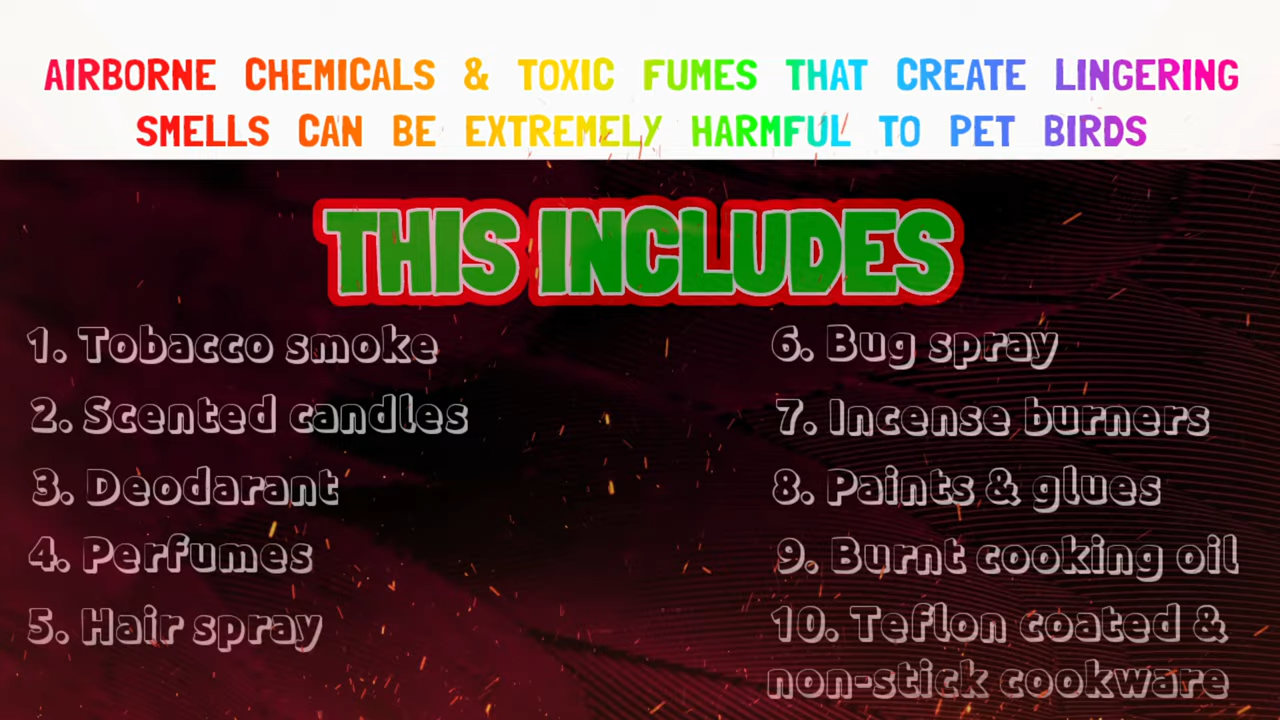 AIRBORNE CHEMICALS & TOXIC FUMES THAT CREATE LINGERING
SMELLS CAN BE EXTREMELY HARMFUL TO PET BIRDS
THIS INCLUDES
1. Tobacco smoke
2. Scented candles
3. Deodarant
4. Perfumes
5. Hair spray
6. Bug spray
7. Incense burners
8. Paints & glues
9. Burnt cooking oil
10. Teflon coated &
non-stick cookware